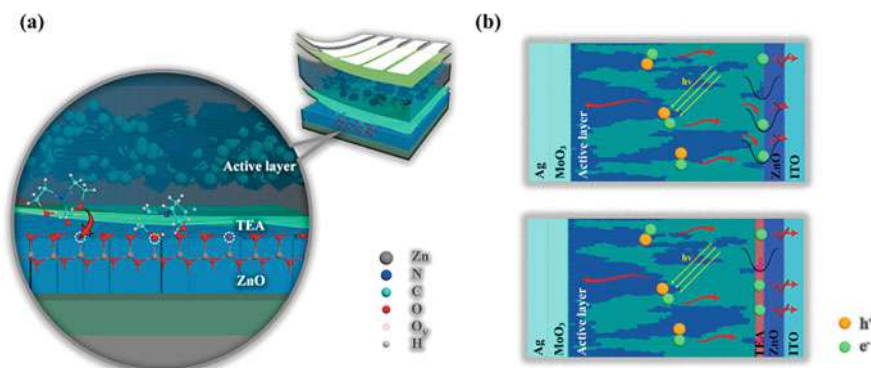 (a)
Active layer
TEA
ZnO
Zn
N
C
O
Oᵥ
H
(b)
hν
Ag
MoO₃
Active layer
ZnO
ITO
hν
Ag
MoO₃
Active layer
TEA
ZnO
ITO
h⁺
e⁻